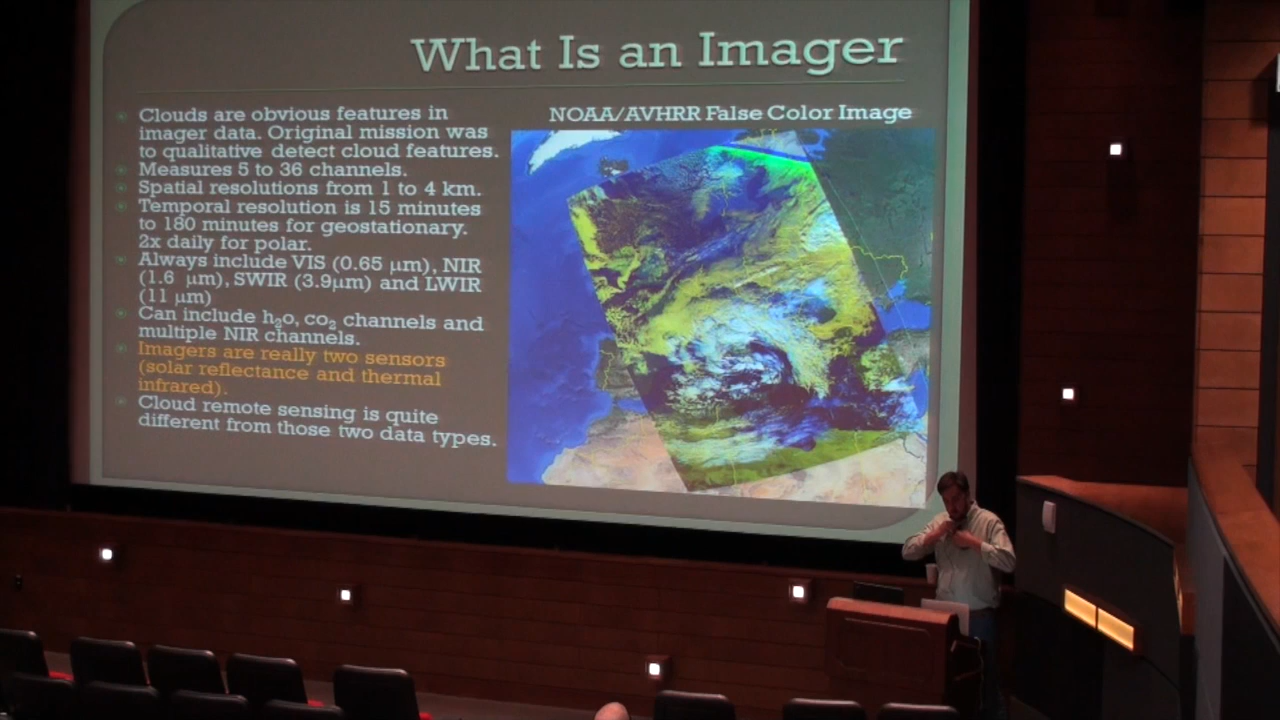 What Is an Imager
Clouds are obvious features in
imager data. Original mission was
to qualitative detect cloud features.
Measures 5 to 36 channels.
Spatial resolutions from 1 to 4 km.
Temporal resolution is 15 minutes
to 180 minutes for geostationary.
2x daily for polar.
Always include VIS (0.65 μm), NIR
(1.6 μm), SWIR (3.9μm) and LWIR
(11 μm)
Can include h₂o, co₂ channels and
multiple NIR channels.
Imagers are really two sensors
(solar reflectance and thermal
infrared).
Cloud remote sensing is quite
different from those two data types.
NOAA/AVHRR False Color Image